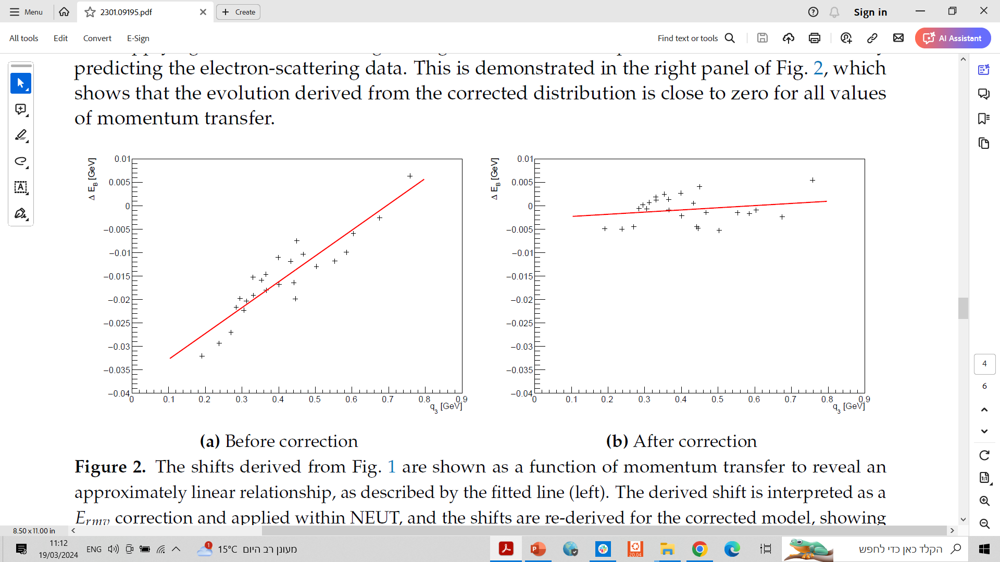 Menu
2301.09195.pdf
Create
Sign in
All tools
Edit
Convert
E-Sign
Find text or tools
AI Assistant
predicting the electron-scattering data. This is demonstrated in the right panel of Fig. 2, which
shows that the evolution derived from the corrected distribution is close to zero for all values
of momentum transfer.
Δ E_B [GeV]
0.01
0.005
0
−0.005
−0.01
−0.015
−0.02
−0.025
−0.03
−0.035
−0.04
0 0.1 0.2 0.3 0.4 0.5 0.6 0.7 0.8 0.9
q_3 [GeV]
(a) Before correction
Δ E_B [GeV]
0.01
0.005
0
−0.005
−0.01
−0.015
−0.02
−0.025
−0.03
−0.035
−0.04
0 0.1 0.2 0.3 0.4 0.5 0.6 0.7 0.8 0.9
q_3 [GeV]
(b) After correction
Figure 2. The shifts derived from Fig. 1 are shown as a function of momentum transfer to reveal an
approximately linear relationship, as described by the fitted line (left). The derived shift is interpreted as a
E_rmv correction and applied within NEUT, and the shifts are re-derived for the corrected model, showing
4
6
1:1
8.50 x 11.00 in
11:12
19/03/2024
ENG
1
15°C מעונן רב היום
20.04
הקלד כאן כדי לחפש